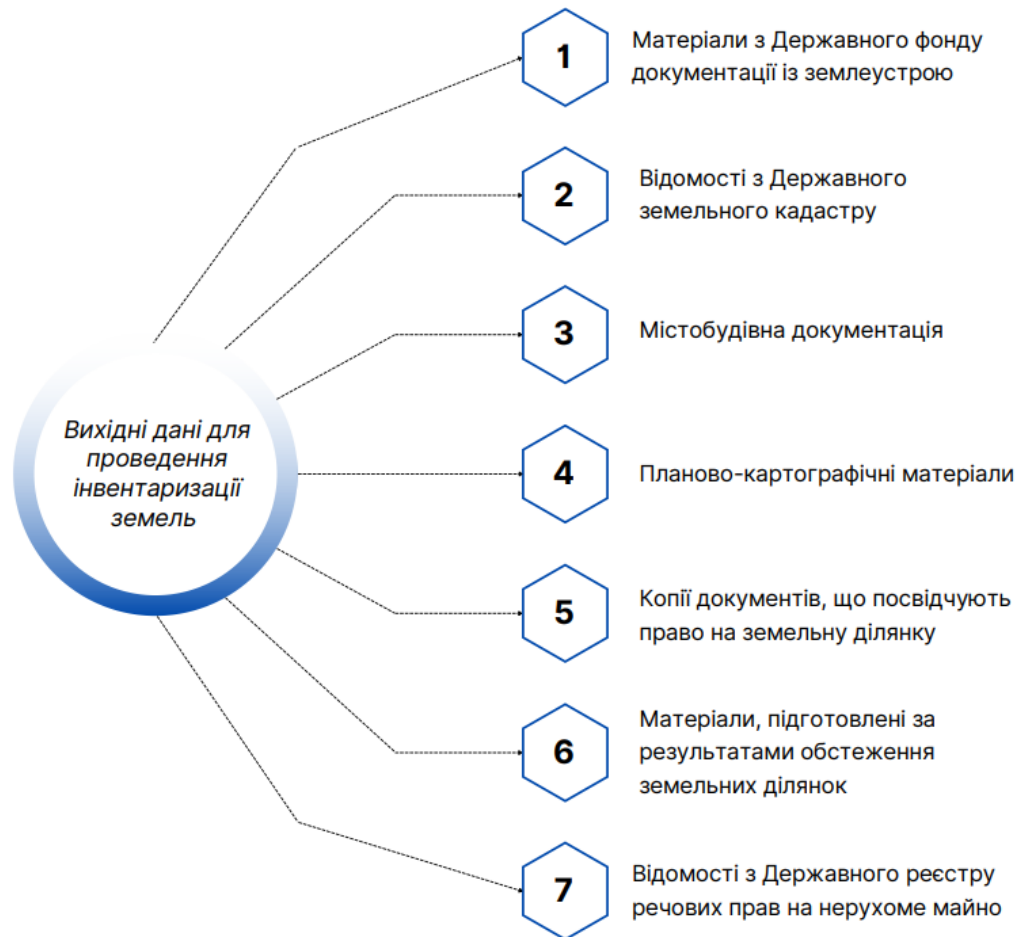 1
Матеріали з Державного фонду
документації із землеустрою
2
Відомості з Державного
земельного кадастру
3
Містобудівна документація
Вихідні дані для
проведення
інвентаризації
земель
4
Планово-картографічні матеріали
5
Копії документів, що посвідчують
право на земельну ділянку
6
Матеріали, підготовлені за
результатами обстеження
земельних ділянок
7
Відомості з Державного реєстру
речових прав на нерухоме майно